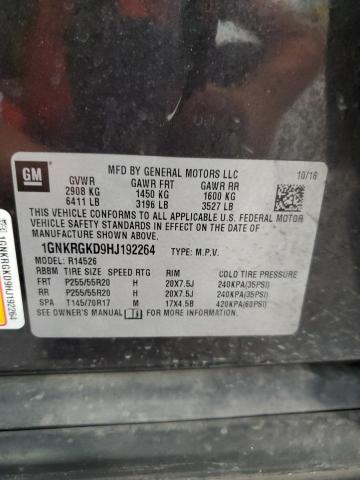 GM
MFD BY GENERAL MOTORS LLC
10/16
GVWR GAWR FRT GAWR RR
2908 KG 1450 KG 1600 KG
6411 LB 3196 LB 3527 LB
THIS VEHICLE CONFORMS TO ALL APPLICABLE U.S. FEDERAL MOTOR VEHICLE SAFETY, BUMPER, AND THEFT PREVENTION STANDARDS IN EFFECT ON THE DATE OF MANUFACTURE SHOWN ABOVE.
1GNKRGKD9HJ192264 TYPE: M.P.V.
MODEL: R14526
RBBM TIRE SIZE SPEED RTG RIM COLD TIRE PRESSURE
FRT P255/55R20 H 20X7.5J 240KPA(35PSI)
RR P255/55R20 H 20X7.5J 240KPA(35PSI)
SPA T145/70R17 M 17X4.5B 420KPA(60PSI)
SEE OWNER'S MANUAL FOR MORE INFORMATION.
1GNKRGKD9HJ192264